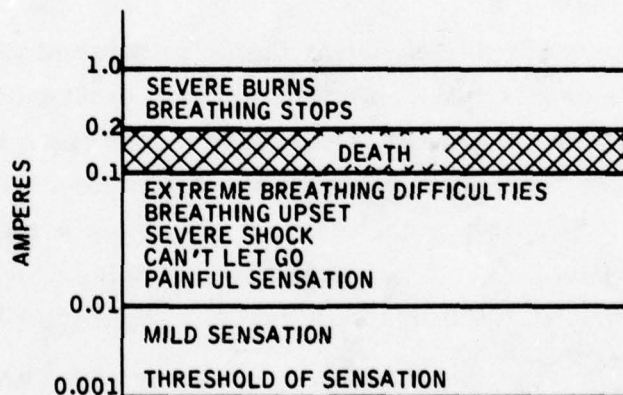 1.0
SEVERE BURNS
BREATHING STOPS
0.2
DEATH
0.1
EXTREME BREATHING DIFFICULTIES
BREATHING UPSET
SEVERE SHOCK
CAN'T LET GO
PAINFUL SENSATION
0.01
MILD SENSATION
THRESHOLD OF SENSATION
0.001
AMPERES